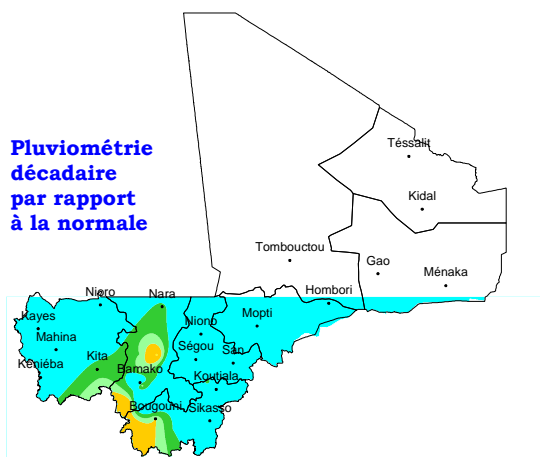 Pluviométrie
décadaire
par rapport
à la normale
Téssalit
Kidal
Tombouctou
Gao
Ménaka
Hombori
Nioro
Nara
Kayes
Niono
Mopti
Mahina
Ségou
San
Kita
Kéniéba
Bamako
Koutiala
Bougouni
Sikasso